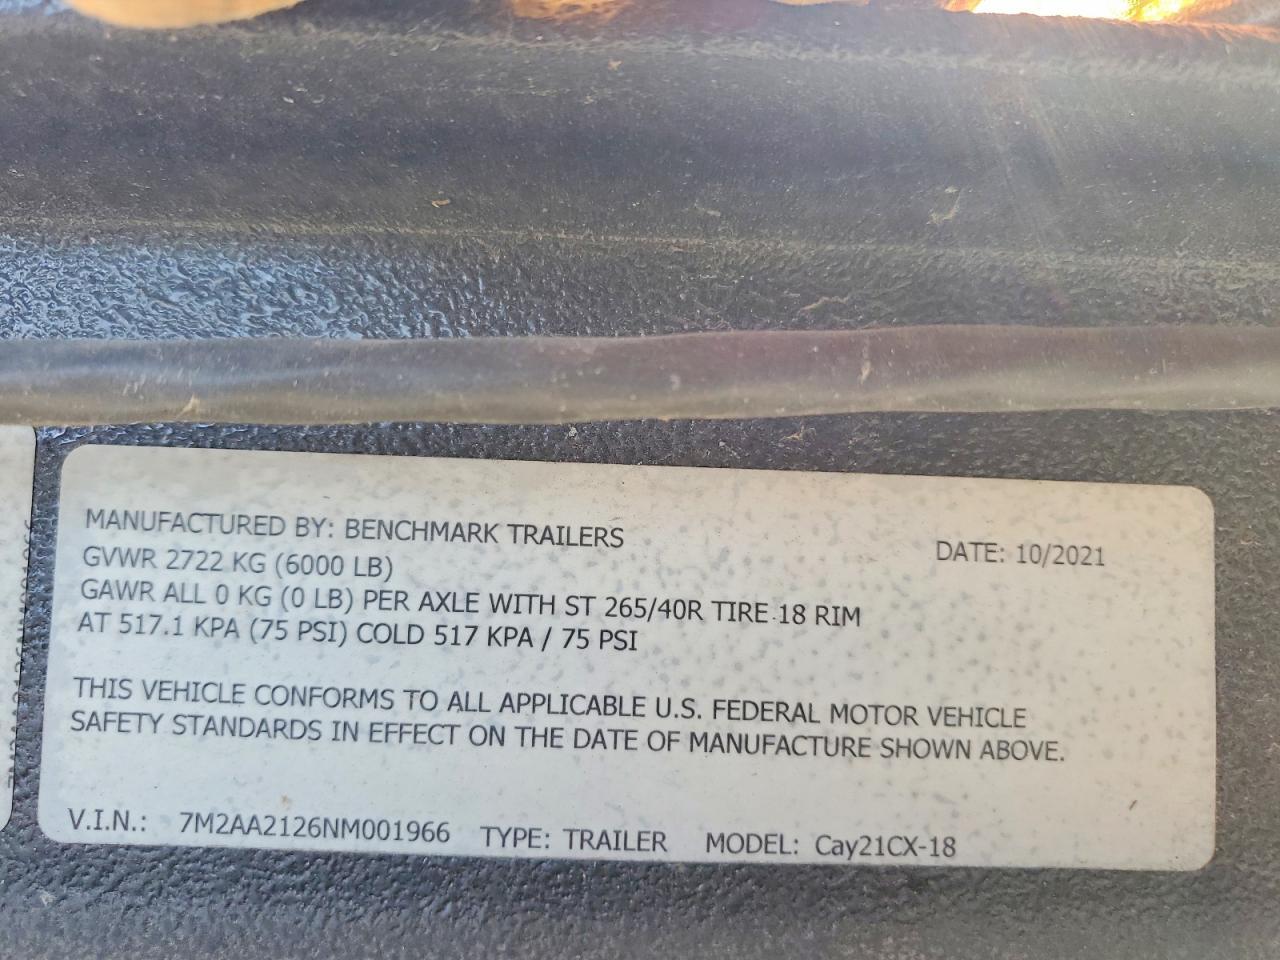 MANUFACTURED BY: BENCHMARK TRAILERS DATE: 10/2021
GVWR 2722 KG (6000 LB)
GAWR ALL 0 KG (0 LB) PER AXLE WITH ST 265/40R TIRE 18 RIM
AT 517.1 KPA (75 PSI) COLD 517 KPA / 75 PSI
THIS VEHICLE CONFORMS TO ALL APPLICABLE U.S. FEDERAL MOTOR VEHICLE
SAFETY STANDARDS IN EFFECT ON THE DATE OF MANUFACTURE SHOWN ABOVE.
V.I.N.: 7M2AA2126NM001966 TYPE: TRAILER MODEL: Cay21CX-18